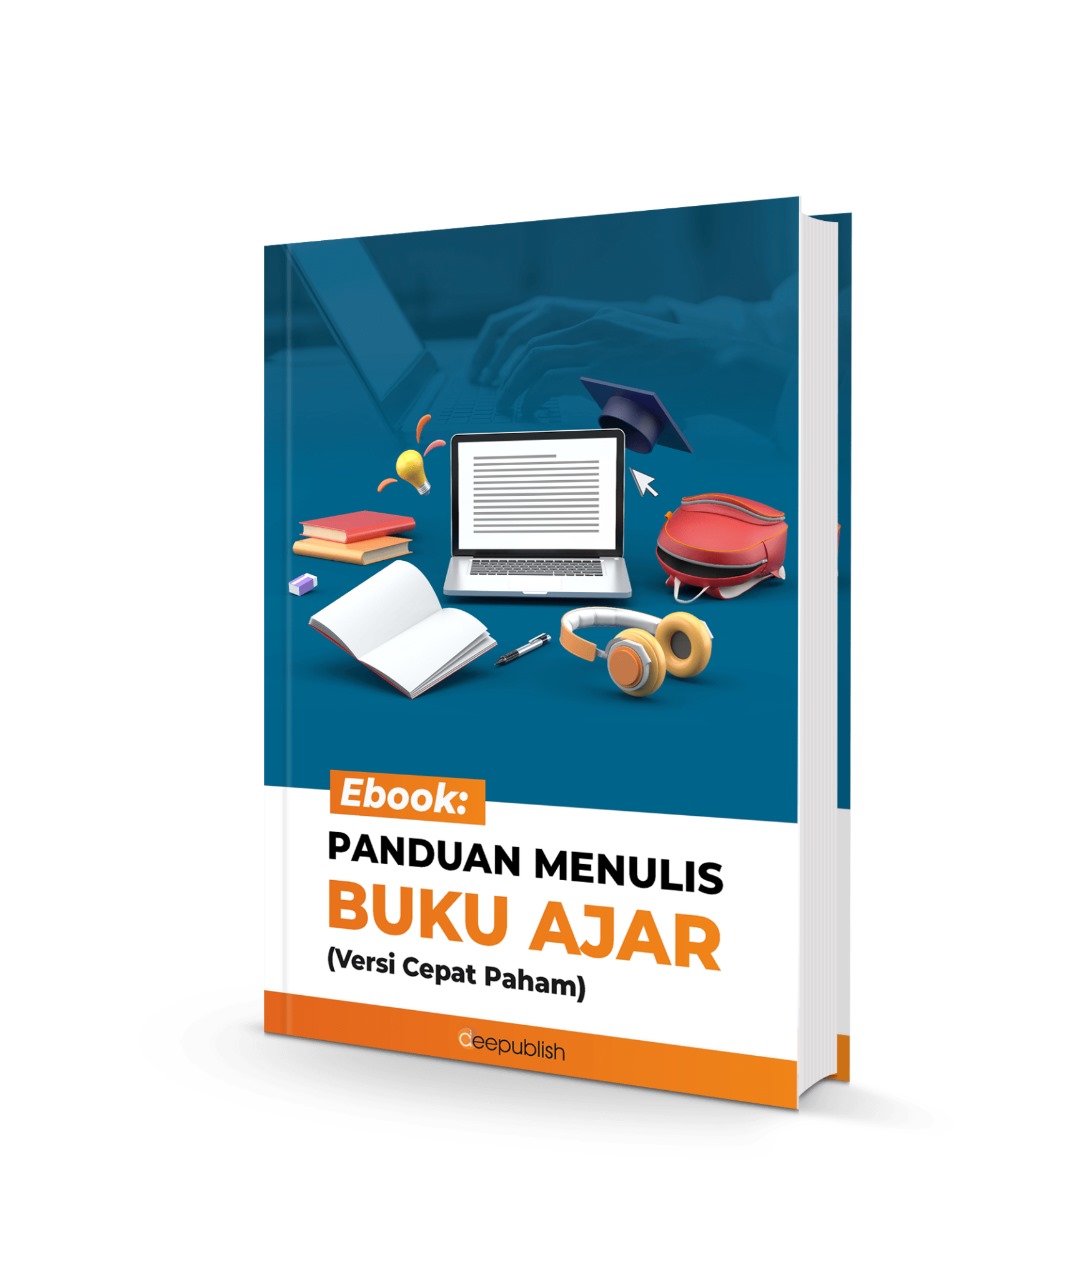 Ebook:
PANDUAN MENULIS
BUKU AJAR
(Versi Cepat Paham)
deepublish